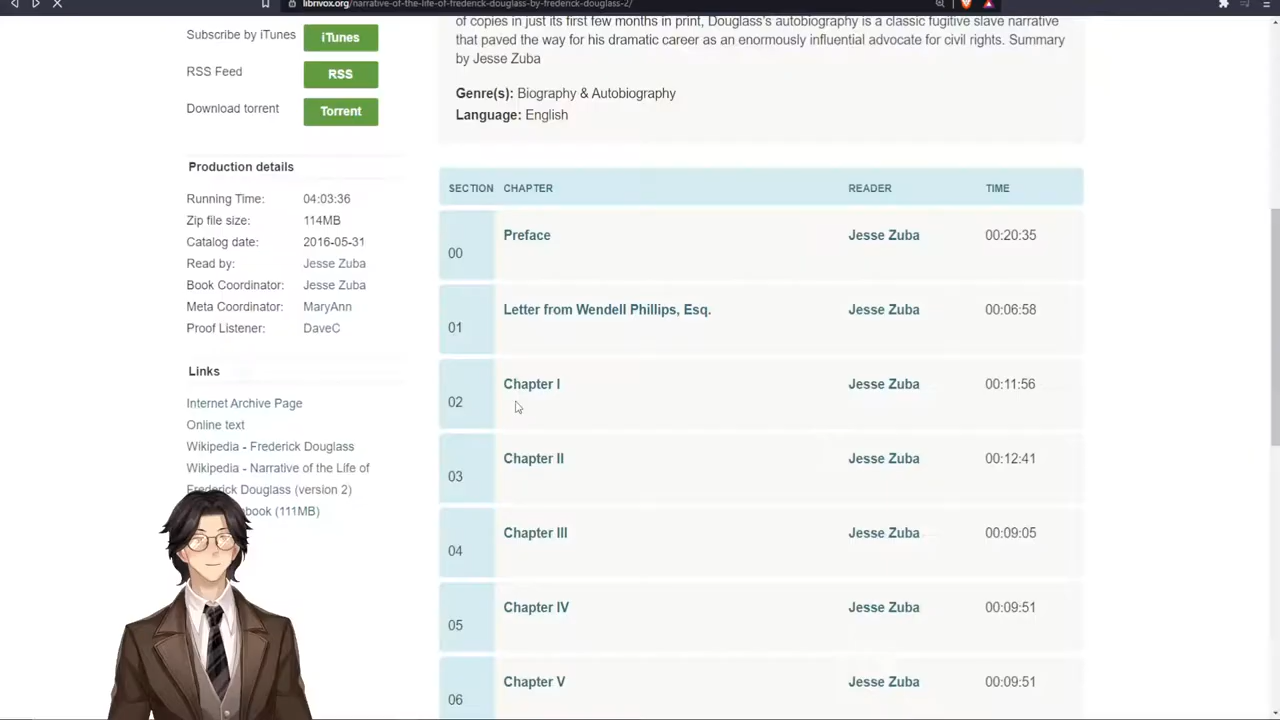 librivox.org/narrative-of-the-life-of-frederick-douglass-by-frederick-douglass-2/
Subscribe by iTunes iTunes
RSS Feed RSS
Download torrent Torrent
Production details
Running Time: 04:03:36
Zip file size: 114MB
Catalog date: 2016-05-31
Read by: Jesse Zuba
Book Coordinator: Jesse Zuba
Meta Coordinator: MaryAnn
Proof Listener: DaveC
Links
Internet Archive Page
Online text
Wikipedia - Frederick Douglass
Wikipedia - Narrative of the Life of
Frederick Douglass (version 2)
book (111MB)
of copies in just its first few months in print, Douglass's autobiography is a classic fugitive slave narrative
that paved the way for his dramatic career as an enormously influential advocate for civil rights. Summary
by Jesse Zuba
Genre(s): Biography & Autobiography
Language: English
SECTION CHAPTER READER TIME
00 Preface Jesse Zuba 00:20:35
01 Letter from Wendell Phillips, Esq. Jesse Zuba 00:06:58
02 Chapter I Jesse Zuba 00:11:56
03 Chapter II Jesse Zuba 00:12:41
04 Chapter III Jesse Zuba 00:09:05
05 Chapter IV Jesse Zuba 00:09:51
06 Chapter V Jesse Zuba 00:09:51